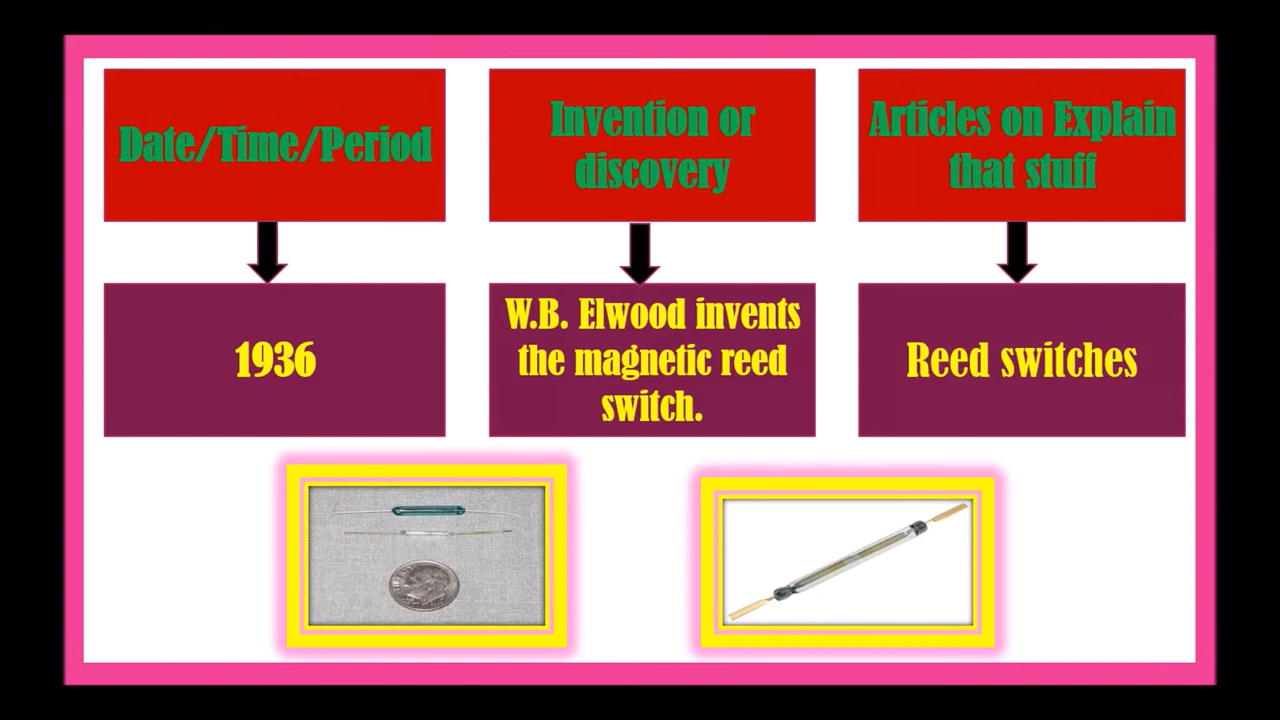 Date/Time/Period
Invention or
discovery
Articles on Explain
that stuff
1936
W.B. Elwood invents
the magnetic reed
switch.
Reed switches